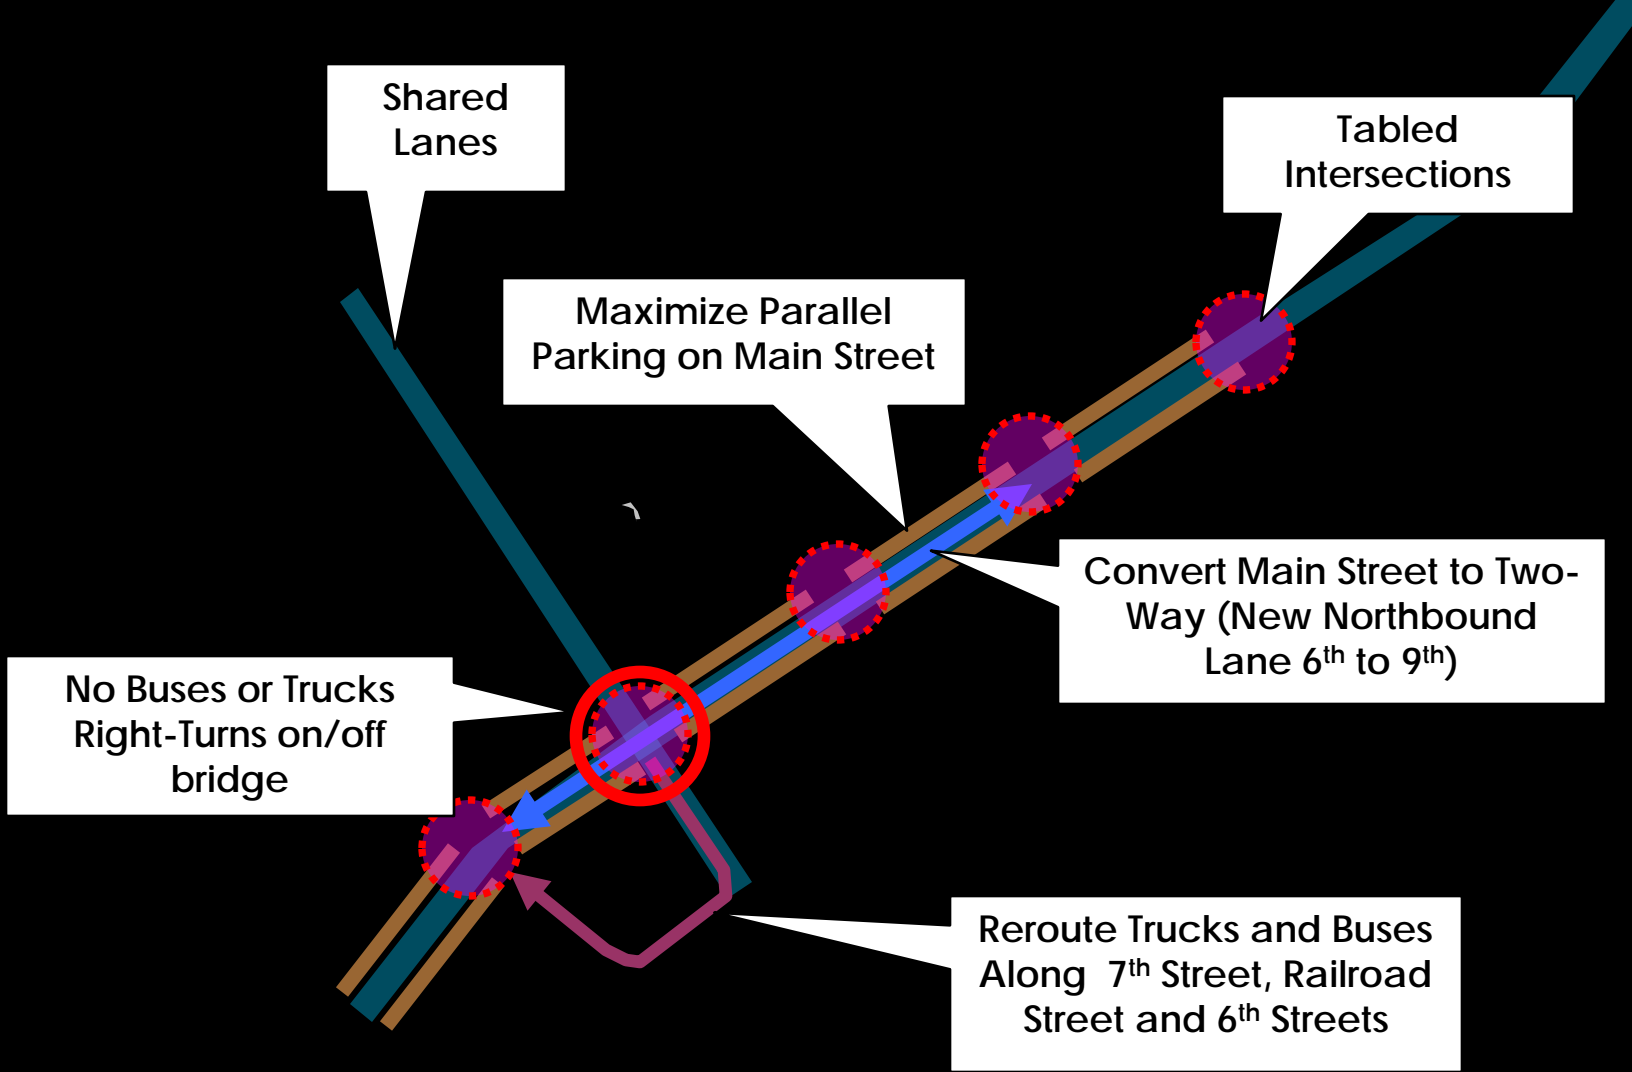 Shared
Lanes
Tabled
Intersections
Maximize Parallel
Parking on Main Street
Convert Main Street to Two-
Way (New Northbound
Lane 6th to 9th)
No Buses or Trucks
Right-Turns on/off
bridge
Reroute Trucks and Buses
Along 7th Street, Railroad
Street and 6th Streets